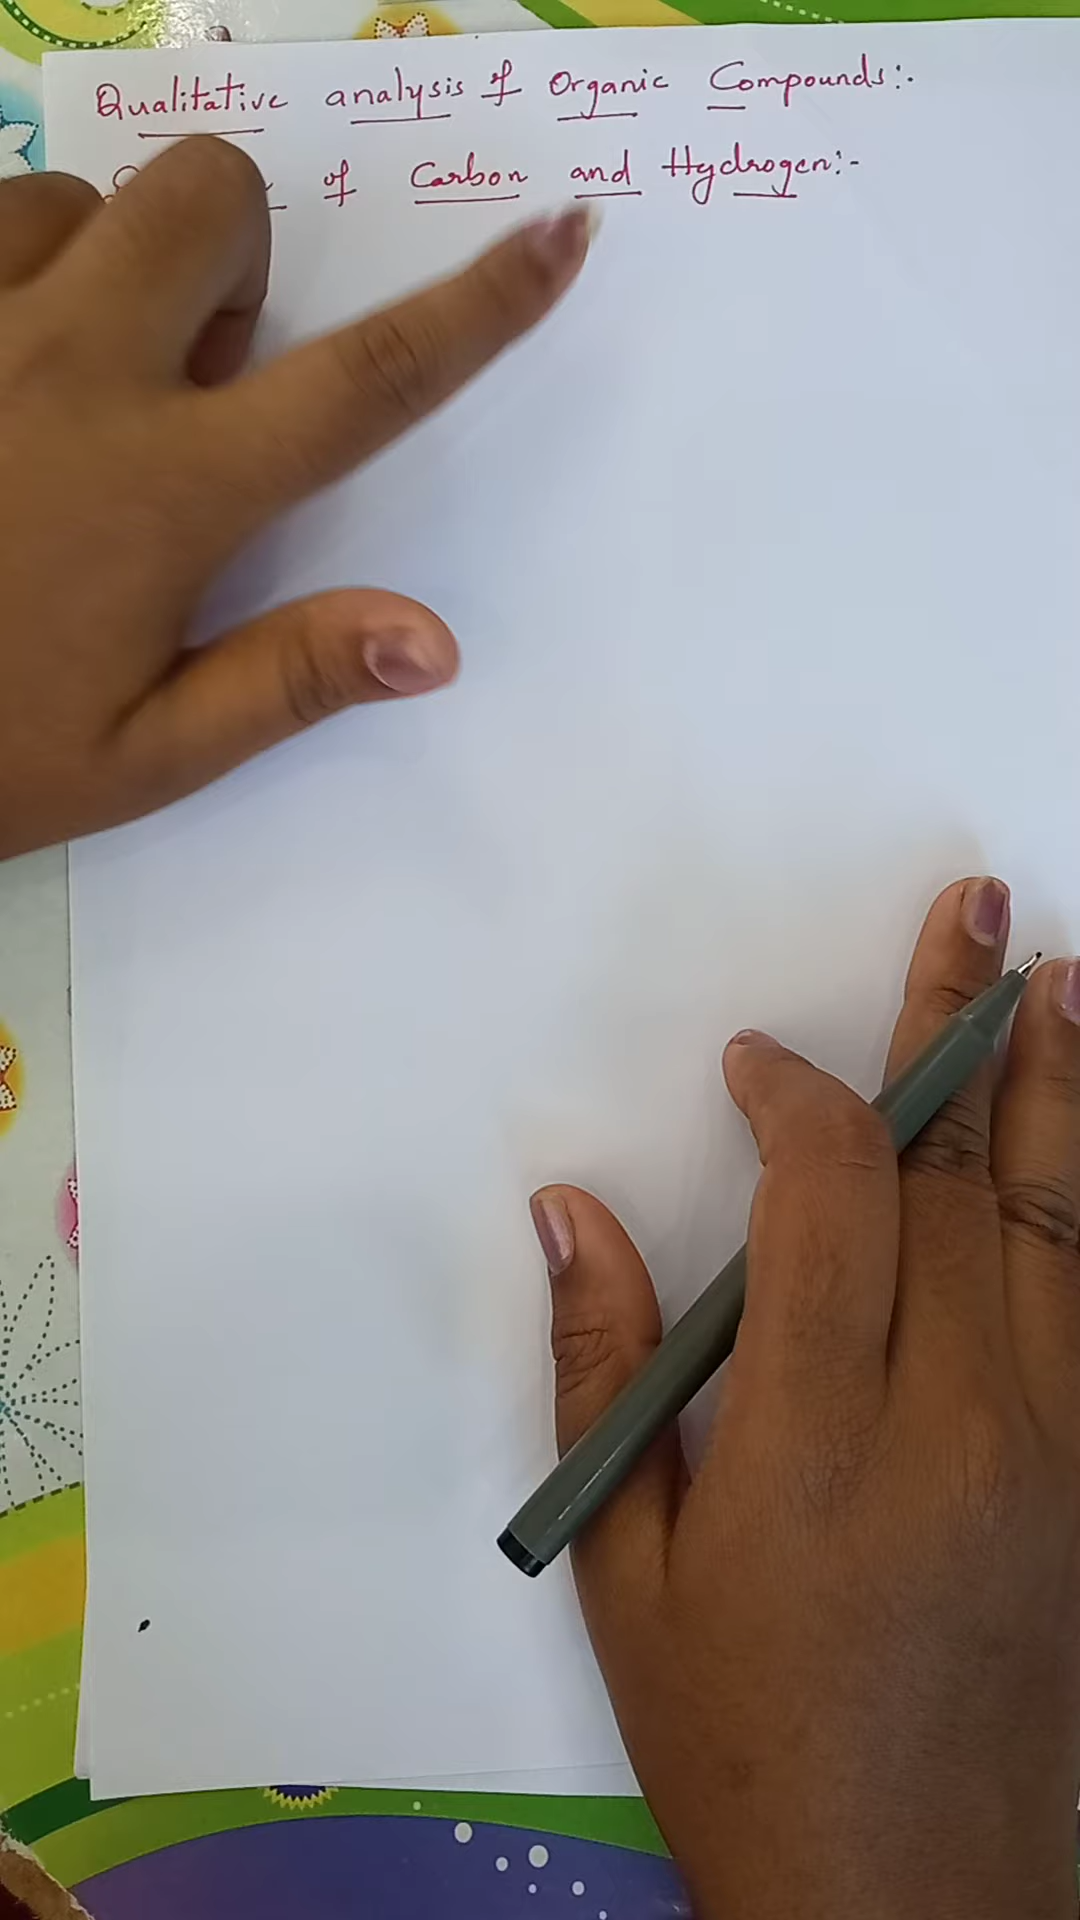 Qualitative analysis of Organic Compounds:-
of Carbon and Hydrogen:-